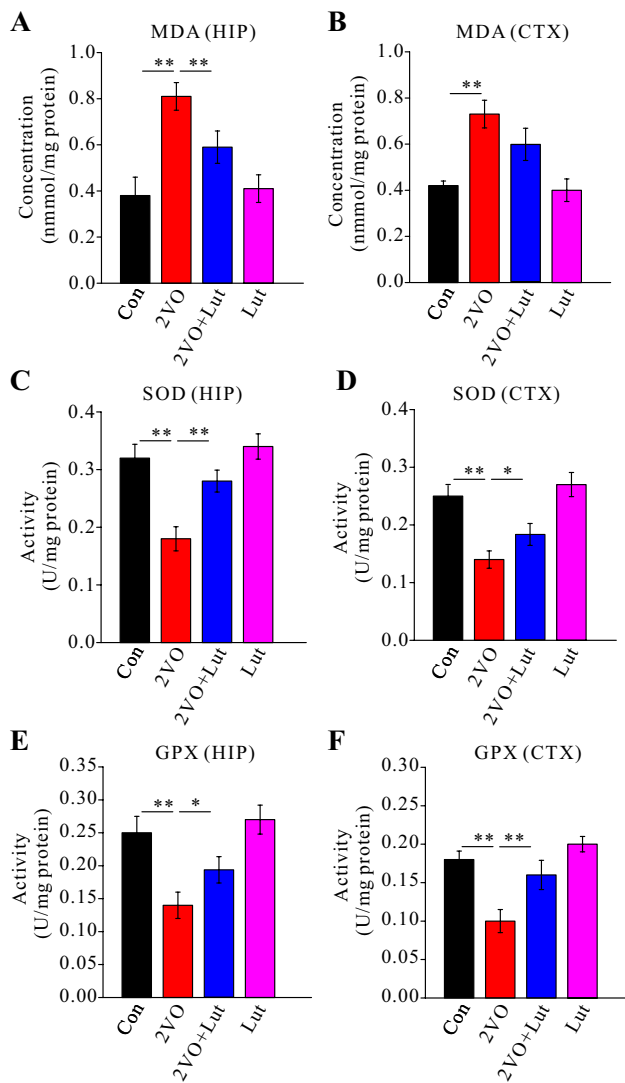 A
MDA (HIP)
Concentration
(nmmol/mg protein)
1.0
0.8
0.6
0.4
0.2
0.0
** **
Con
2VO
2VO+Lut
Lut
B
MDA (CTX)
Concentration
(nmmol/mg protein)
1.0
0.8
0.6
0.4
0.2
0.0
**
Con
2VO
2VO+Lut
Lut
C
SOD (HIP)
Activity
(U/mg protein)
0.4
0.3
0.2
0.1
0.0
** **
Con
2VO
2VO+Lut
Lut
D
SOD (CTX)
Activity
(U/mg protein)
0.4
0.3
0.2
0.1
0.0
** *
Con
2VO
2VO+Lut
Lut
E
GPX (HIP)
Activity
(U/mg protein)
0.35
0.30
0.25
0.20
0.15
0.10
0.05
0.00
** *
Con
2VO
2VO+Lut
Lut
F
GPX (CTX)
Activity
(U/mg protein)
0.30
0.25
0.20
0.15
0.10
0.05
0.00
** **
Con
2VO
2VO+Lut
Lut